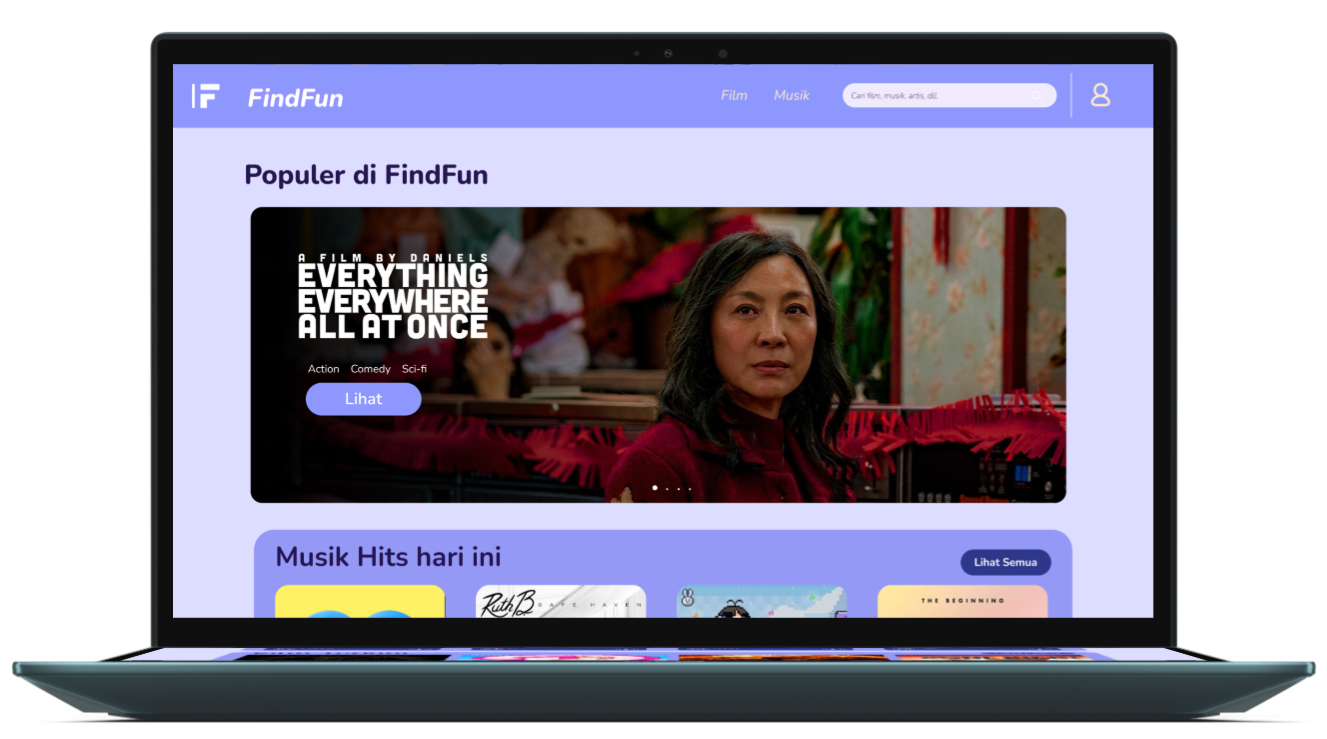 FindFun
Film Musik Cari film, musik, artis, dll.
Populer di FindFun
A FILM BY DANIELS
EVERYTHING
EVERYWHERE
ALL AT ONCE
Action Comedy Sci-fi
Lihat
Musik Hits hari ini
Lihat Semua
Ruth B SAFE HAVEN
THE BEGINNING